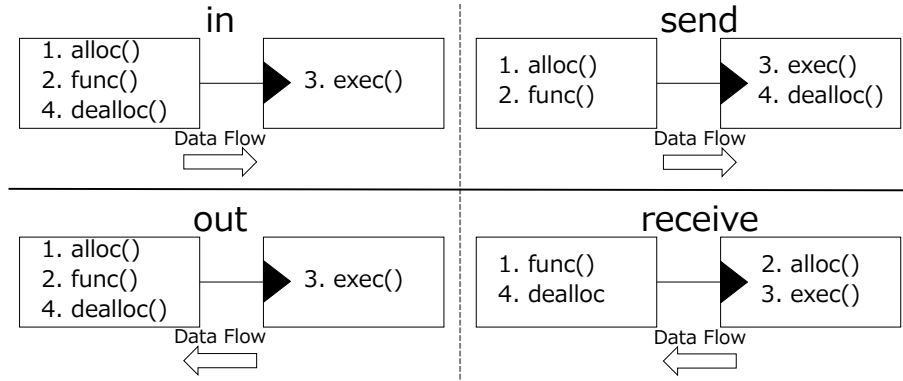 in
1. alloc()
2. func()
4. dealloc()
3. exec()
Data Flow
send
1. alloc()
2. func()
3. exec()
4. dealloc()
Data Flow
out
1. alloc()
2. func()
4. dealloc()
3. exec()
Data Flow
receive
1. func()
4. dealloc
2. alloc()
3. exec()
Data Flow